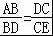 AB/BD = DC/CE